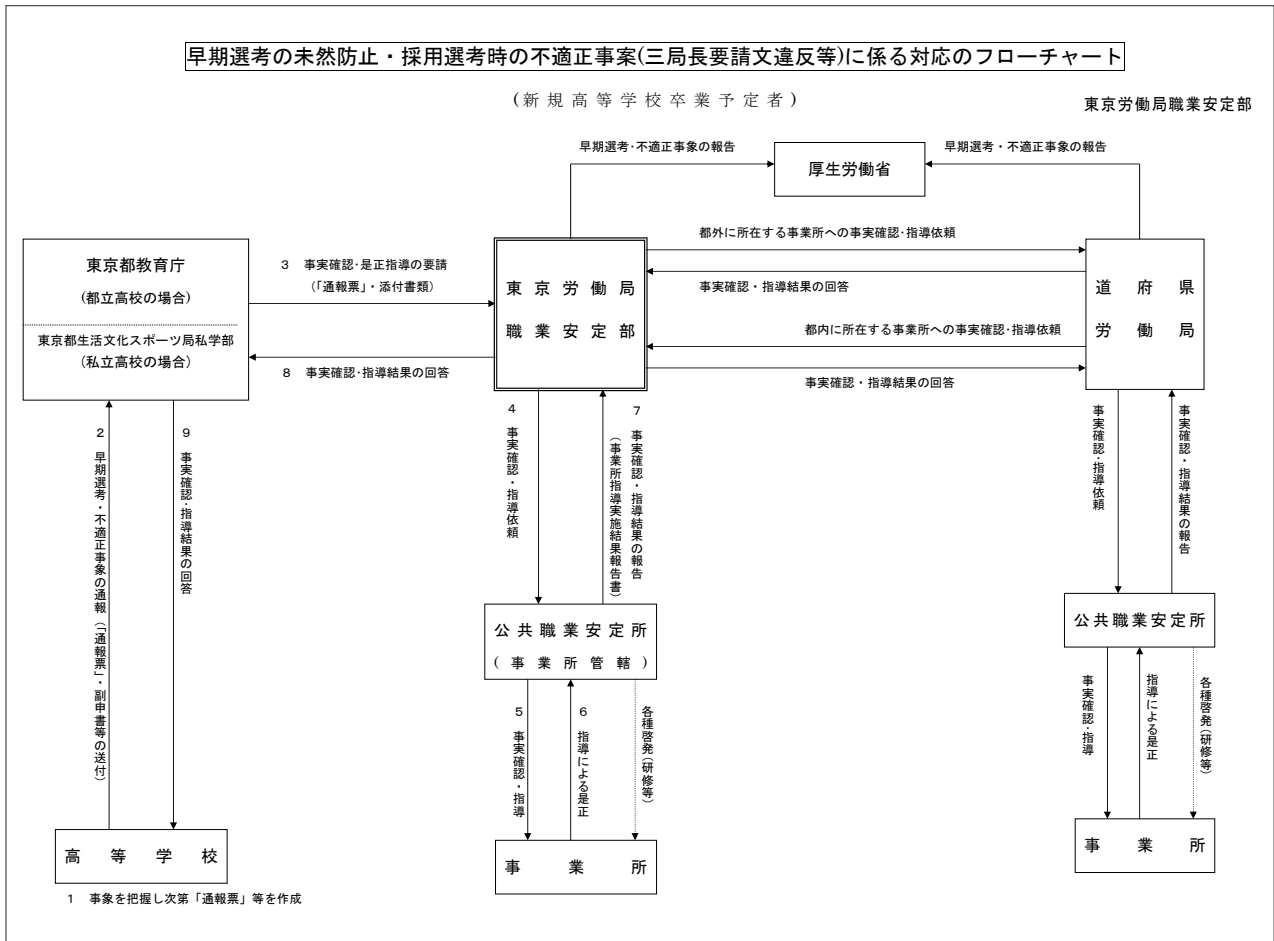 早期選考の未然防止・採用選考時の不適正事案(三局長要請文違反等)に係る対応のフローチャート
(新規高等学校卒業予定者)
東京労働局職業安定部
早期選考・不適正事象の報告
早期選考・不適正事象の報告
厚生労働省
東京都教育庁
(都立高校の場合)
東京都生活文化スポーツ局私学部
(私立高校の場合)
3 事実確認・是正指導の要請
(「通報票」・添付書類)
8 事実確認・指導結果の回答
東京労働局
職業安定部
都外に所在する事業所への事実確認・指導依頼
事実確認・指導結果の回答
都内に所在する事業所への事実確認・指導依頼
事実確認・指導結果の回答
道府県
労働局
2 早期選考・不適正事象の通報(「通報票」・副申書等の送付)
9 事実確認・指導結果の回答
4 事実確認・指導依頼
7 事実確認・指導結果の報告
(事業所指導実施結果報告書)
事実確認・指導依頼
事実確認・指導結果の報告
公共職業安定所
(事業所管轄)
公共職業安定所
5 事実確認・指導
6 指導による是正
各種啓発(研修等)
事実確認・指導
指導による是正
各種啓発(研修等)
高等学校
事業所
事業所
1 事象を把握し次第「通報票」等を作成